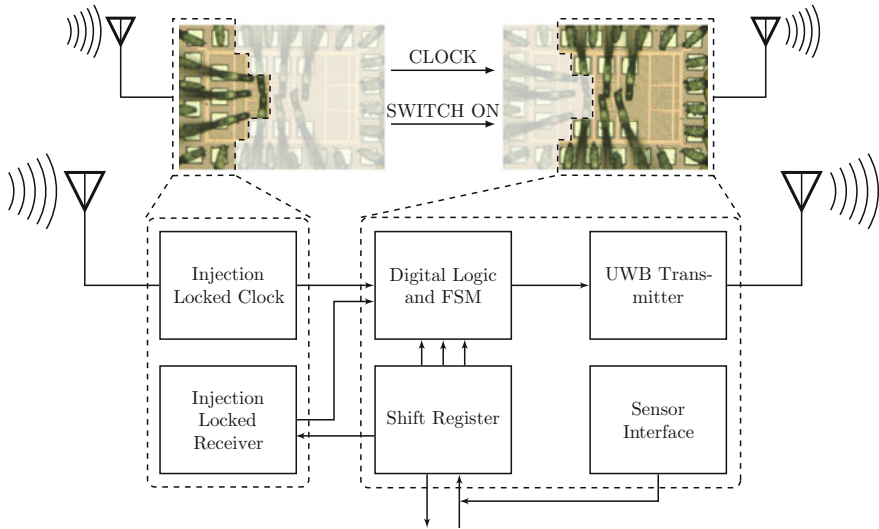 CLOCK
SWITCH ON
Injection
Locked Clock
Digital Logic
and FSM
UWB Trans-
mitter
Injection
Locked
Receiver
Shift Register
Sensor
Interface